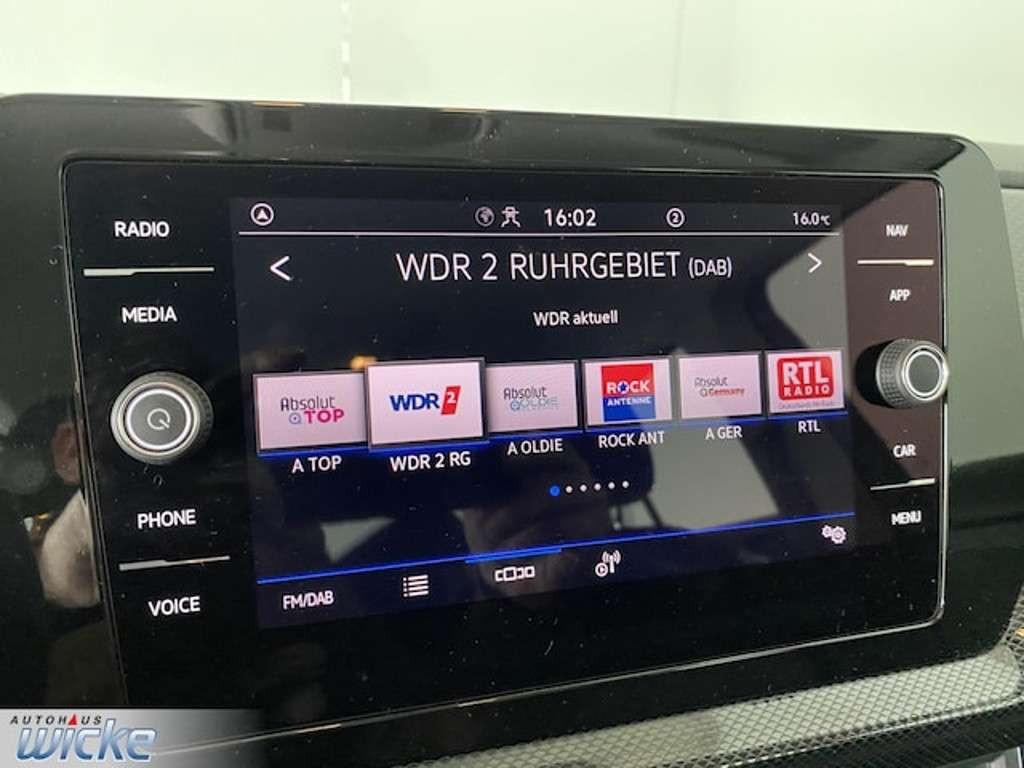 RADIO
MEDIA
PHONE
VOICE
16:02
2
16.0°C
< WDR 2 RUHRGEBIET (DAB) >
WDR aktuell
Absolut TOP
WDR 2
Absolut OLDIE
ROCK ANTENNE
Absolut Germany
RTL RADIO
A TOP
WDR 2 RG
A OLDIE
ROCK ANT
A GER
RTL
FM/DAB
NAV
APP
CAR
MENU
AUTOHAUS
wicke